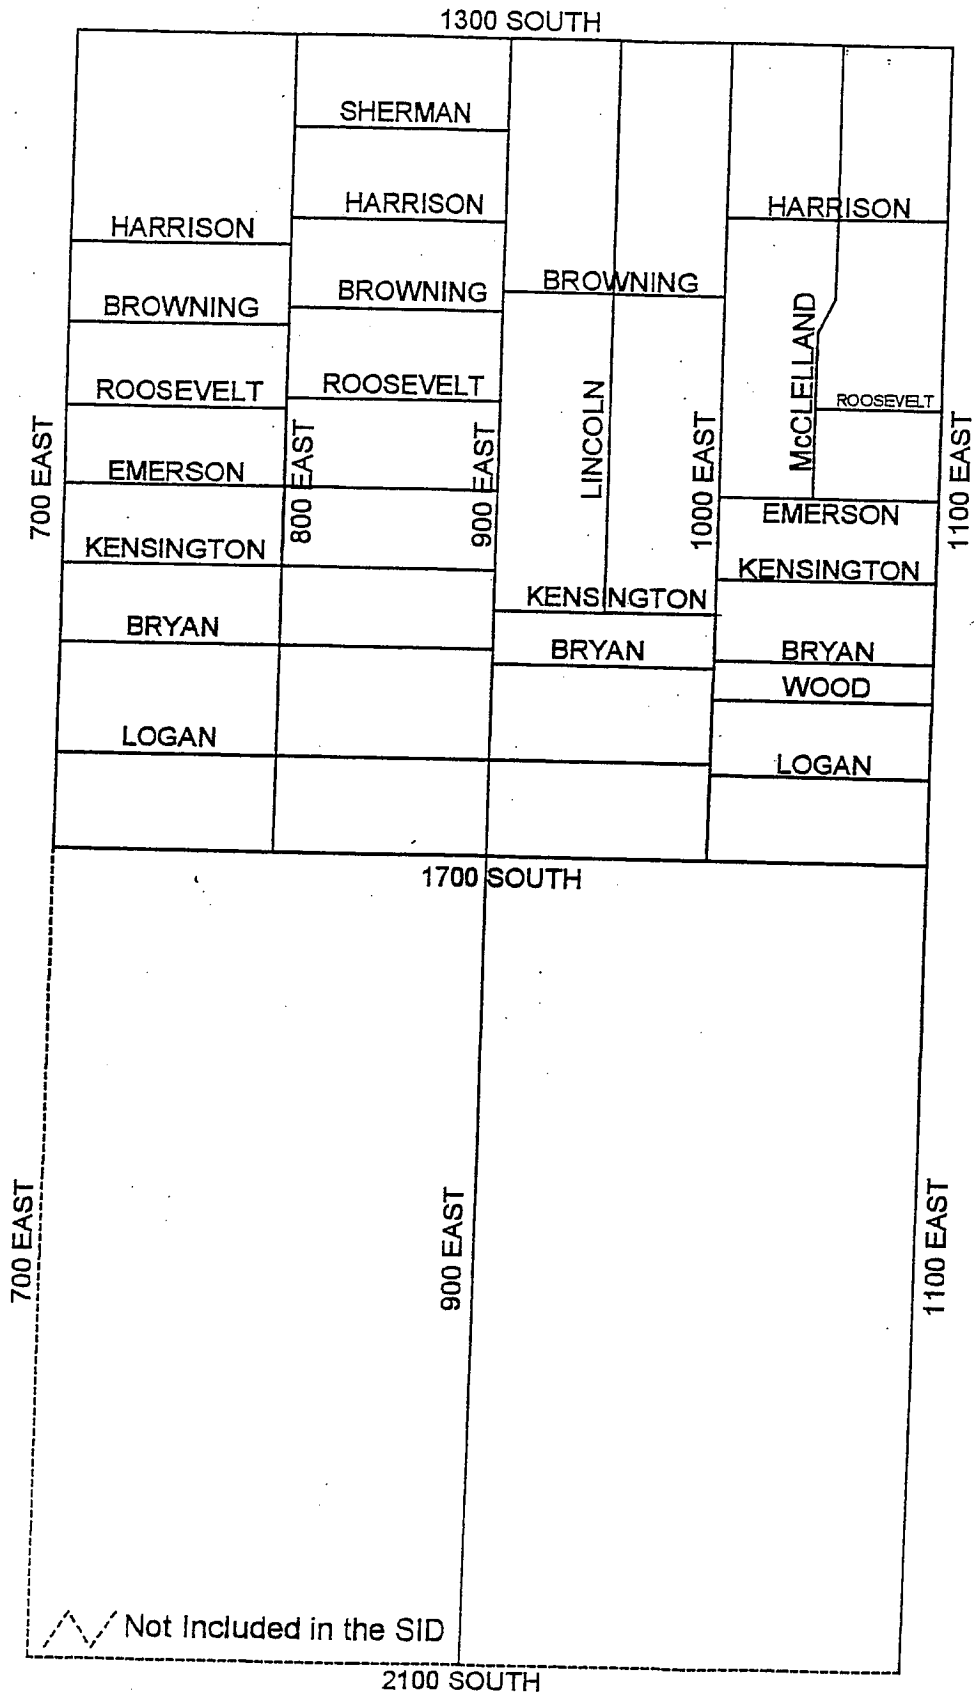 1300 SOUTH
SHERMAN
HARRISON
HARRISON
HARRISON
BROWNING
BROWNING
BROWNING
McCLELLAND
ROOSEVELT
ROOSEVELT
LINCOLN
ROOSEVELT
700 EAST
800 EAST
900 EAST
1000 EAST
1100 EAST
EMERSON
EMERSON
KENSINGTON
KENSINGTON
KENSINGTON
BRYAN
BRYAN
BRYAN
WOOD
LOGAN
LOGAN
1700 SOUTH
700 EAST
900 EAST
1100 EAST
Not Included in the SID
2100 SOUTH